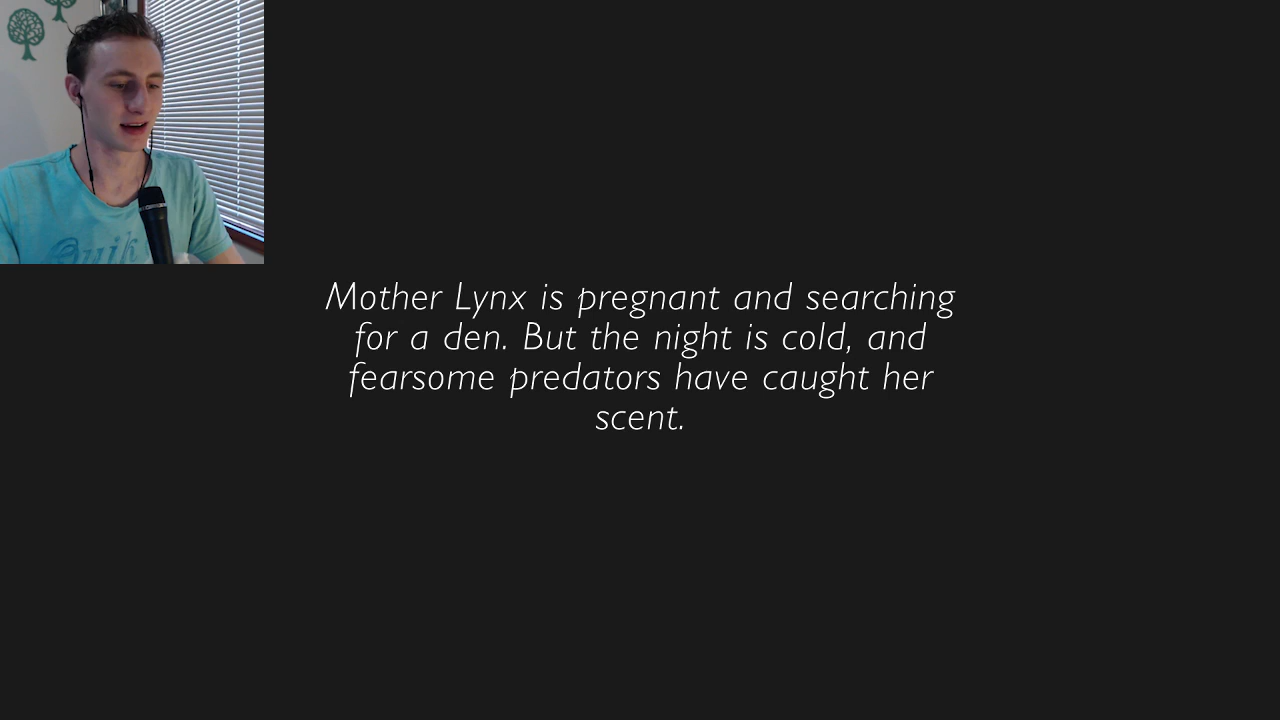 Quik
Mother Lynx is pregnant and searching
for a den. But the night is cold, and
fearsome predators have caught her
scent.